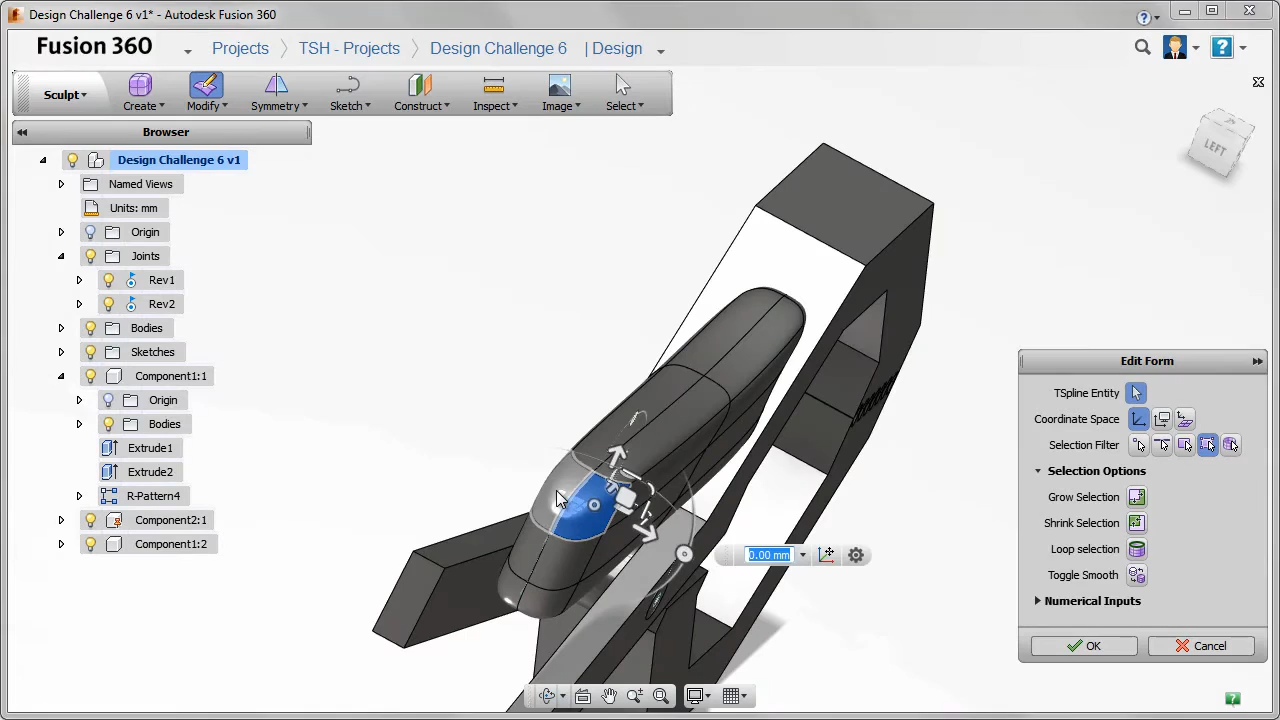 Design Challenge 6 v1* - Autodesk Fusion 360
Fusion 360
Projects
TSH - Projects
Design Challenge 6
| Design
Sculpt
Create
Modify
Symmetry
Sketch
Construct
Inspect
Image
Select
Browser
Design Challenge 6 v1
Named Views
Units: mm
Origin
Joints
Rev1
Rev2
Bodies
Sketches
Component1:1
Origin
Bodies
Extrude1
Extrude2
R-Pattern4
Component2:1
Component1:2
LEFT
0.00 mm
Edit Form
TSpline Entity
Coordinate Space
Selection Filter
Selection Options
Grow Selection
Shrink Selection
Loop selection
Toggle Smooth
Numerical Inputs
OK
Cancel